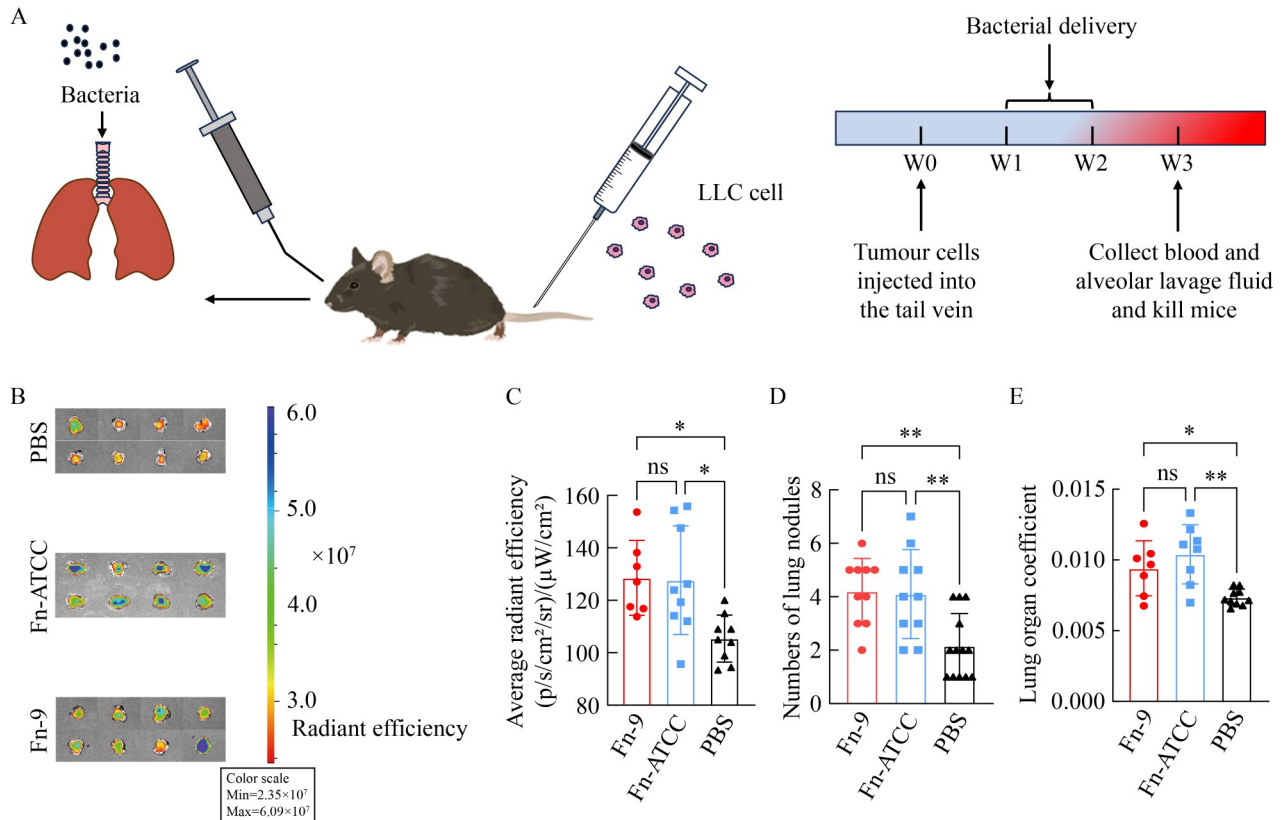 A
Bacteria
LLC cell
Bacterial delivery
W0
W1
W2
W3
Tumour cells
injected into
the tail vein
Collect blood and
alveolar lavage fluid
and kill mice
B
PBS
Fn-ATCC
Fn-9
6.0
5.0
×10⁷
4.0
3.0
Radiant efficiency
Color scale
Min=2.35×10⁷
Max=6.09×10⁷
C
Average radiant efficiency
(p/s/cm²/sr)/(μW/cm²)
160
140
120
100
80
*
ns
*
Fn-9
Fn-ATCC
PBS
D
Numbers of lung nodules
8
6
4
2
0
**
ns
**
Fn-9
Fn-ATCC
PBS
E
Lung organ coefficient
0.015
0.010
0.005
0.000
*
ns
**
Fn-9
Fn-ATCC
PBS